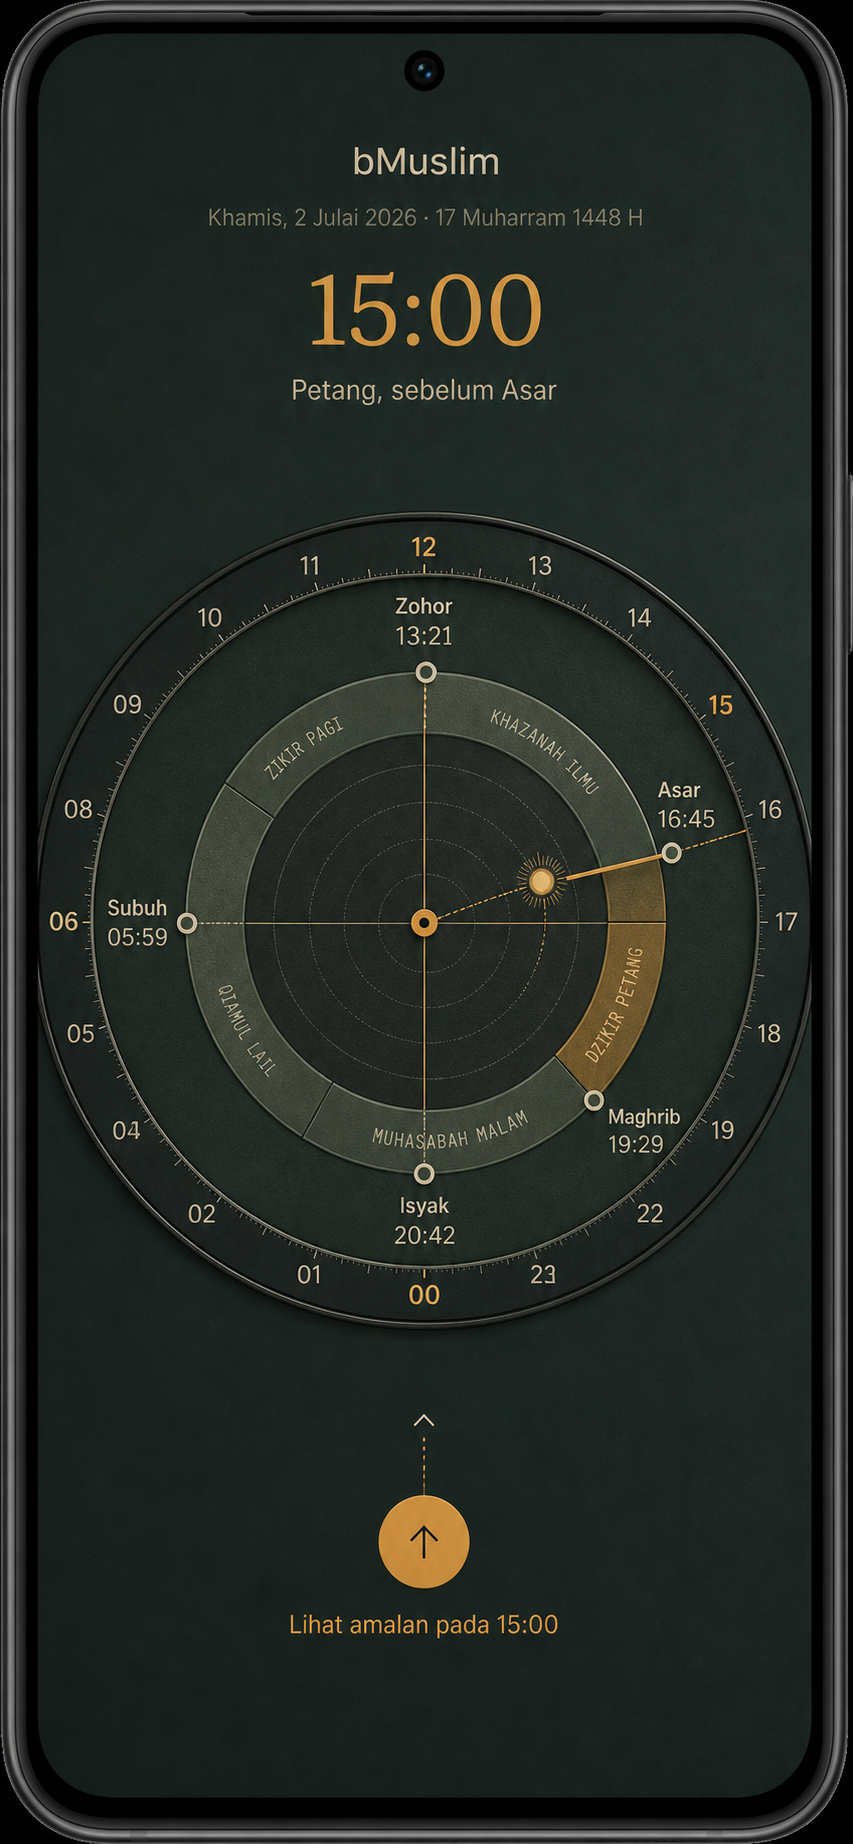 bMuslim
Khamis, 2 Julai 2026 · 17 Muharram 1448 H
15:00
Petang, sebelum Asar
12
11
13
10
14
09
15
08
16
06
17
05
18
04
19
02
22
01
23
00
Zohor
13:21
ZIKIR PAGI
KHAZANAH ILMU
Asar
16:45
Subuh
05:59
DZIKIR PETANG
QIAMUL LAIL
MUHASABAH MALAM
Maghrib
19:29
Isyak
20:42
Lihat amalan pada 15:00